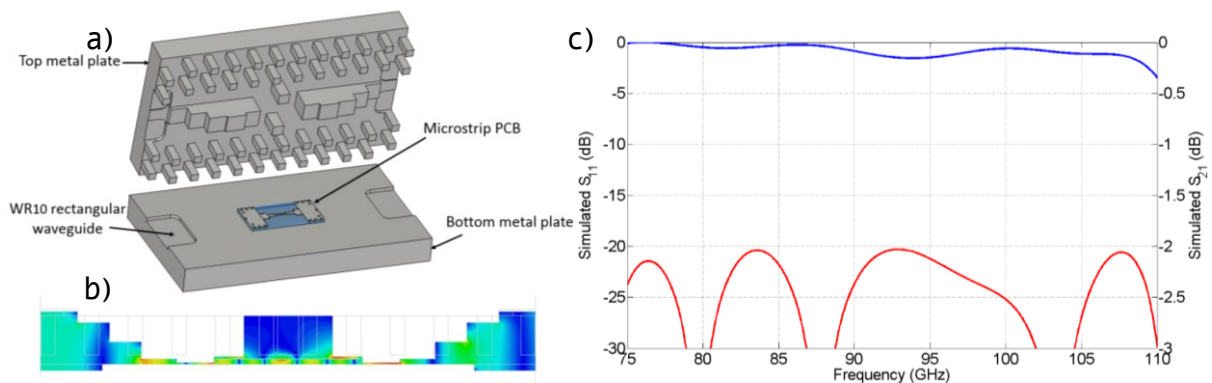 a)
Top metal plate
Microstrip PCB
WR10 rectangular
waveguide
Bottom metal plate
b)
c)
Simulated S11 (dB)
0
-5
-10
-15
-20
-25
-30
75 80 85 90 95 100 105 110
Frequency (GHz)
0
-0.5
-1
-1.5
-2
-2.5
-3
Simulated S21 (dB)